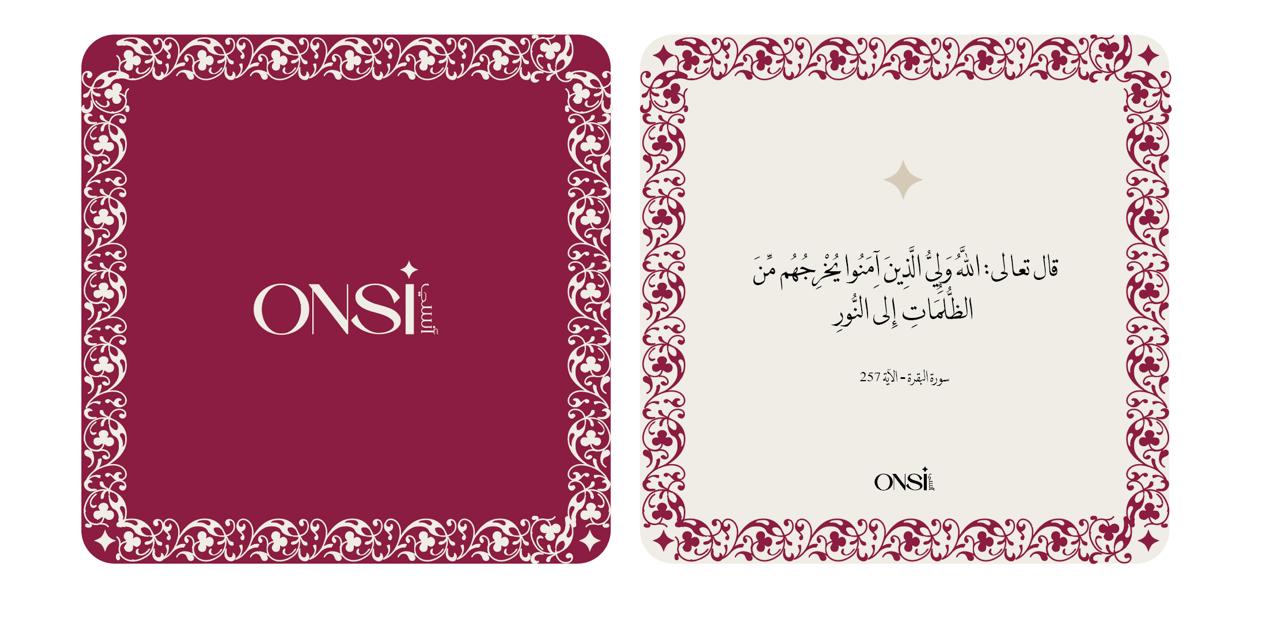 ONSi
أنسي
قال تعالى: اللَّهُ وَلِيُّ الَّذِينَ آمَنُوا يُخْرِجُهُم مِّنَ
الظُّلُمَاتِ إِلَى النُّورِ
سورة البقرة - الآية 257
ONSi
أنسي